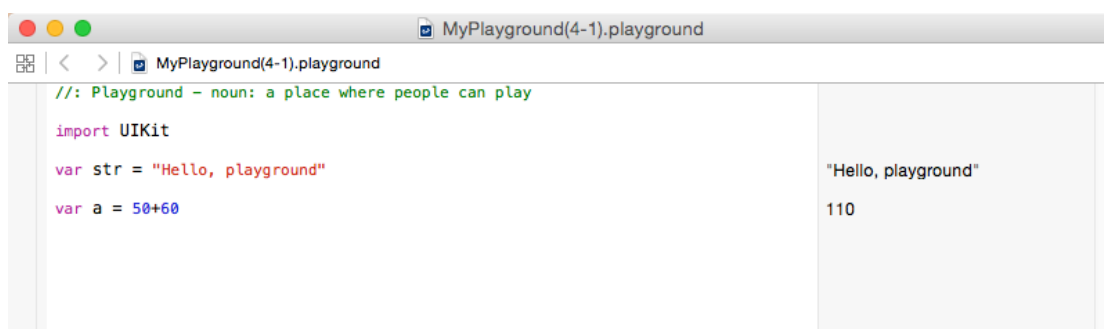 MyPlayground(4-1).playground
MyPlayground(4-1).playground
//: Playground – noun: a place where people can play
import UIKit
var str = "Hello, playground"
"Hello, playground"
var a = 50+60
110